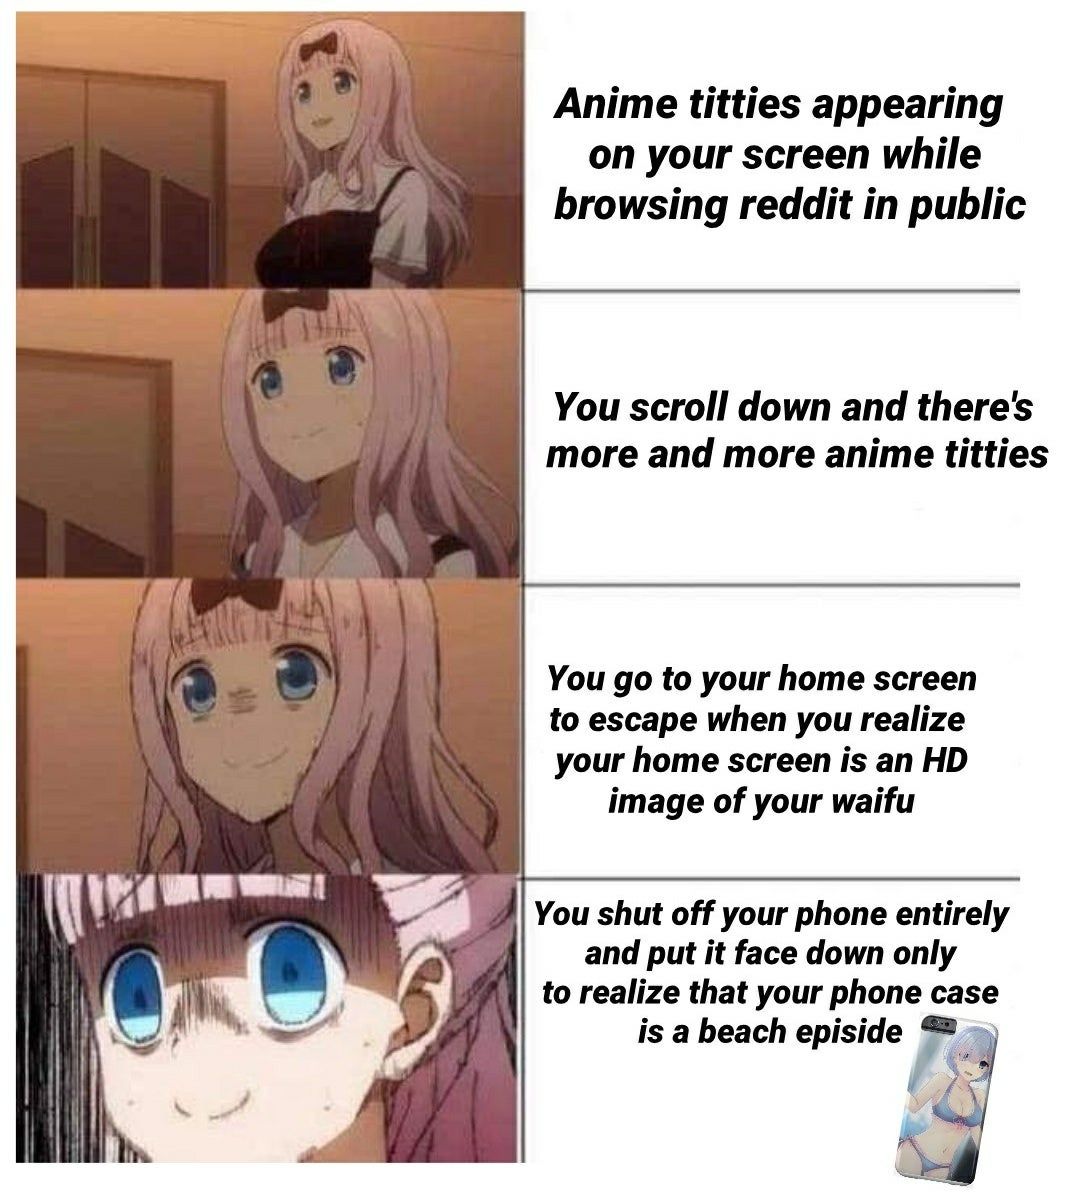 Anime titties appearing
on your screen while
browsing reddit in public
You scroll down and there's
more and more anime titties
You go to your home screen
to escape when you realize
your home screen is an HD
image of your waifu
You shut off your phone entirely
and put it face down only
to realize that your phone case
is a beach episide